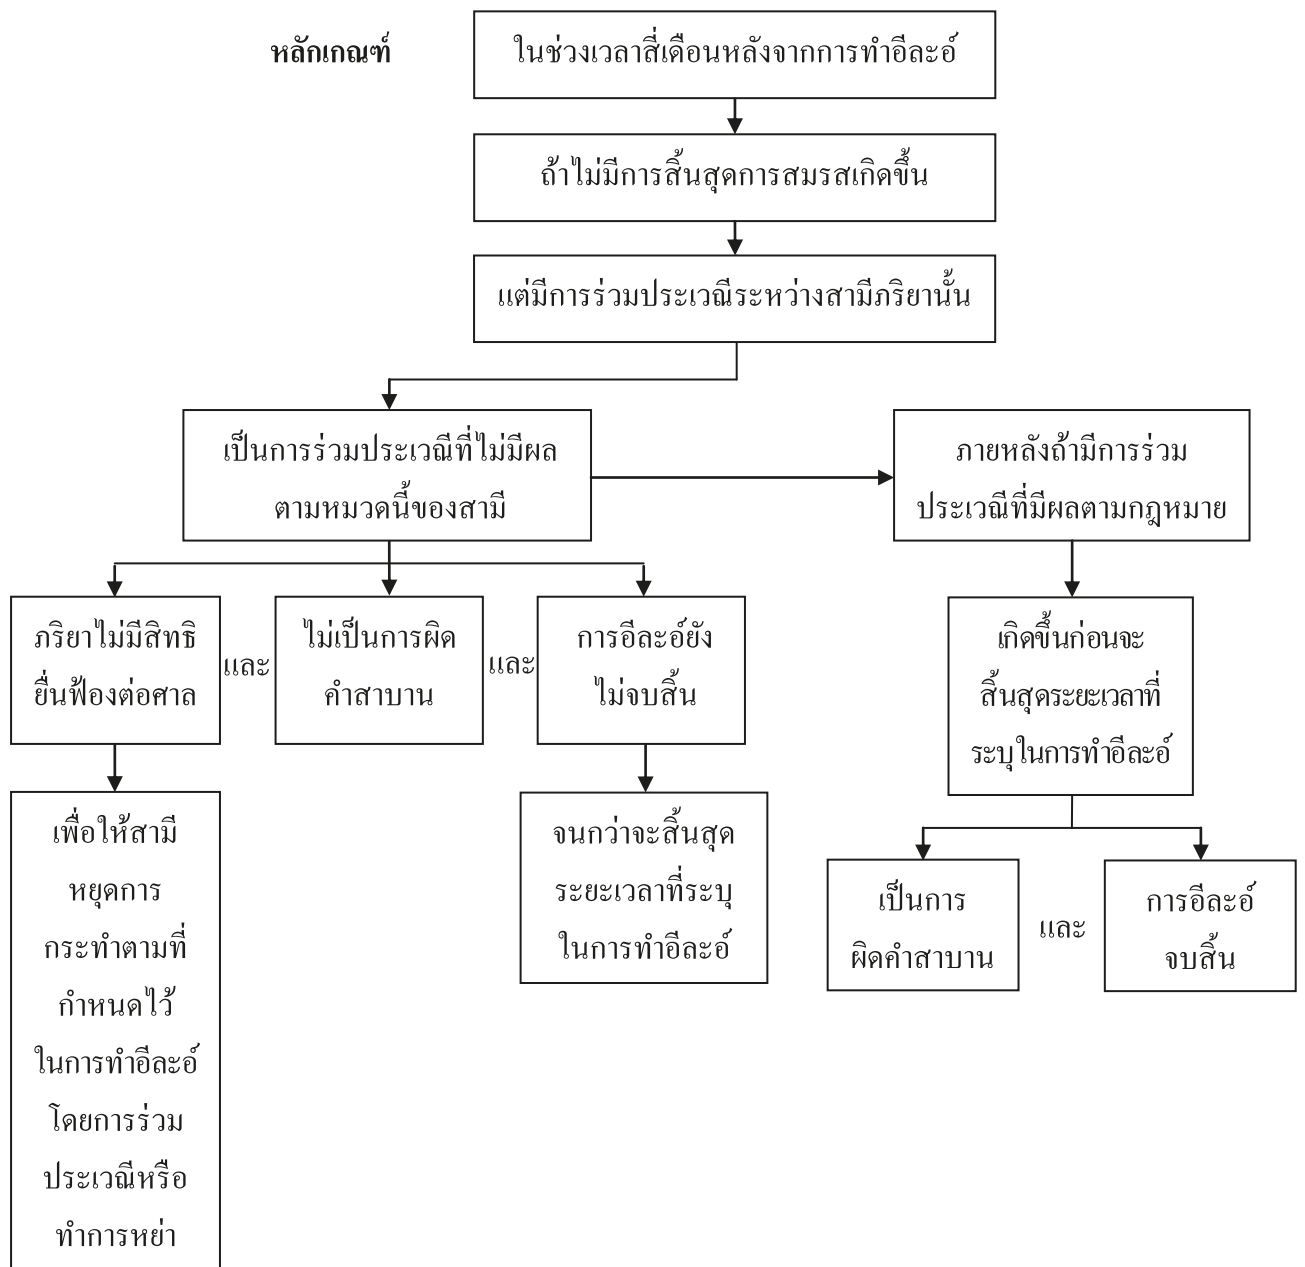 หลักเกณฑ์
ในช่วงเวลาสี่เดือนหลังจากการทำอีละอ์
ถ้าไม่มีการสิ้นสุดการสมรสเกิดขึ้น
แต่มีการร่วมประเวณีระหว่างสามีภริยานั้น
เป็นการร่วมประเวณีที่ไม่มีผล
ตามหมวดนี้ของสามี
ภายหลังถ้ามีการร่วม
ประเวณีที่มีผลตามกฎหมาย
ภริยาไม่มีสิทธิ
ยื่นฟ้องต่อศาล
และ
ไม่เป็นการผิด
คำสาบาน
และ
การอีละอ์ยัง
ไม่จบสิ้น
เกิดขึ้นก่อนจะ
สิ้นสุดระยะเวลาที่
ระบุในการทำอีละอ์
เพื่อให้สามี
หยุดการ
กระทำตามที่
กำหนดไว้
ในการทำอีละอ์
โดยการร่วม
ประเวณีหรือ
ทำการหย่า
จนกว่าจะสิ้นสุด
ระยะเวลาที่ระบุ
ในการทำอีละอ์
เป็นการ
ผิดคำสาบาน
และ
การอีละอ์
จบสิ้น